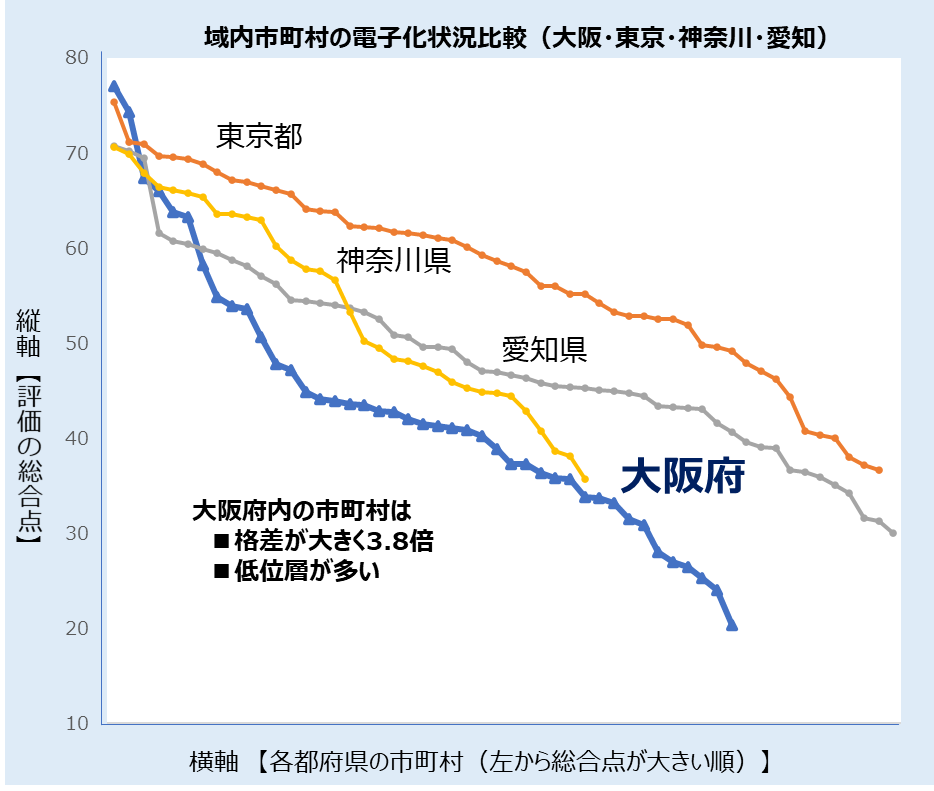 域内市町村の電子化状況比較（大阪･東京･神奈川･愛知）
80
70
60
50
40
30
20
10
縦軸【評価の総合点】
東京都
神奈川県
愛知県
大阪府
大阪府内の市町村は
■格差が大きく3.8倍
■低位層が多い
横軸 【各都府県の市町村（左から総合点が大きい順）】